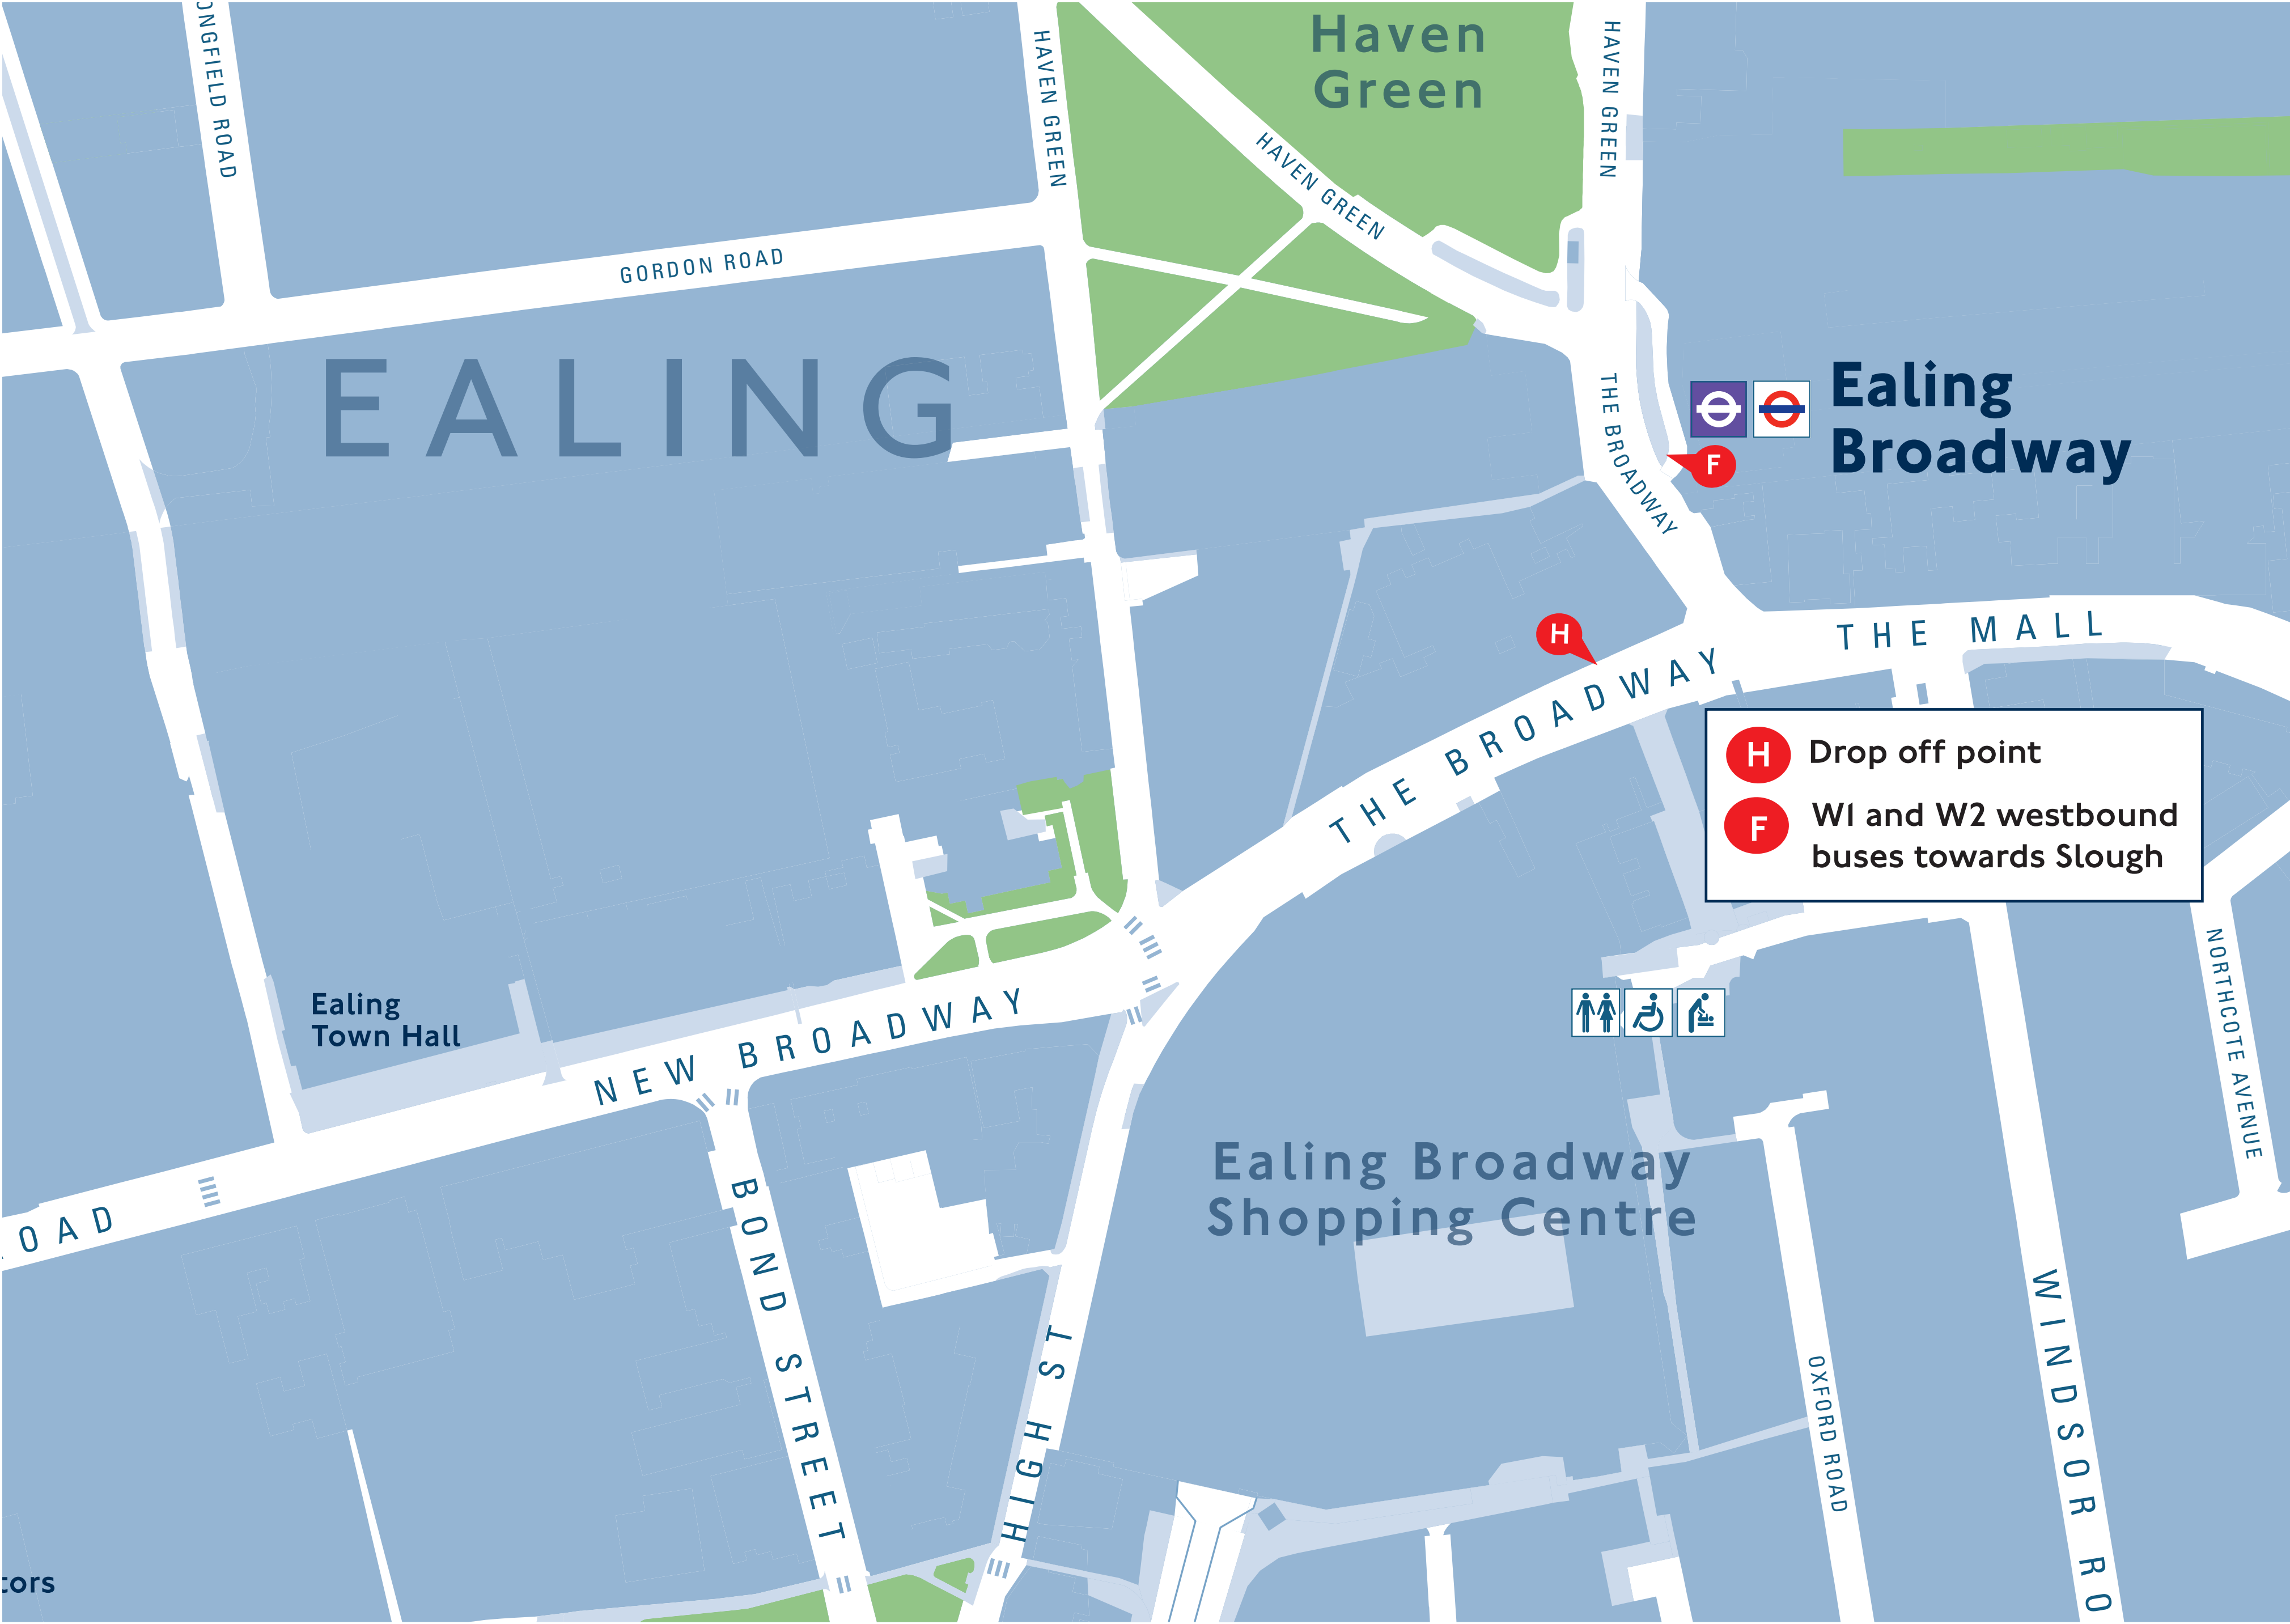 Haven
Green
ONGFIELD ROAD
HAVEN GREEN
HAVEN GREEN
HAVEN GREEN
GORDON ROAD
EALING
THE BROADWAY
Ealing
Broadway
F
H
THE MALL
THE BROADWAY
H Drop off point
F W1 and W2 westbound
buses towards Slough
NORTHCOTE AVENUE
Ealing
Town Hall
NEW BROADWAY
OAD
BOND STREET
HIGH ST
Ealing Broadway
Shopping Centre
OXFORD ROAD
WINDSOR RO
tors